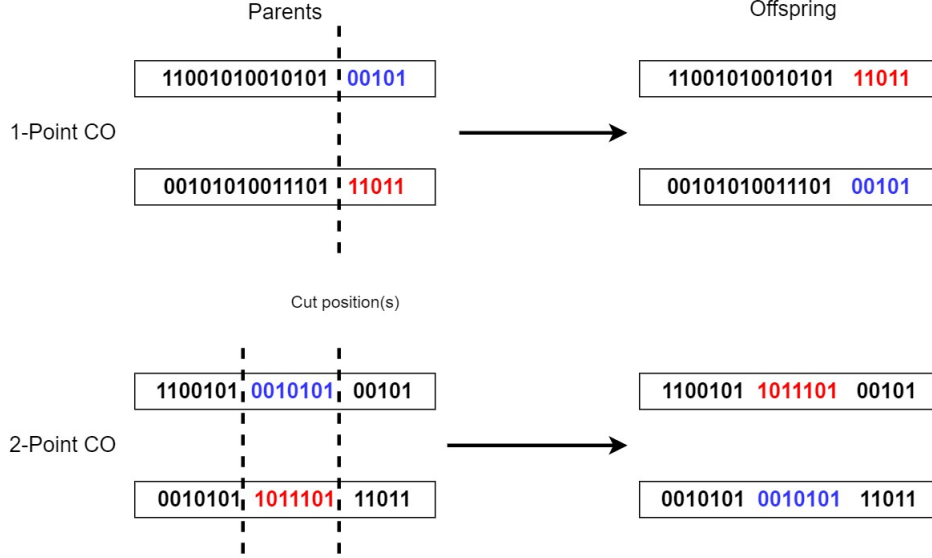 Parents Offspring
11001010010101 00101 11001010010101 11011
1-Point CO
00101010011101 11011 00101010011101 00101
Cut position(s)
1100101 0010101 00101 1100101 1011101 00101
2-Point CO
0010101 1011101 11011 0010101 0010101 11011